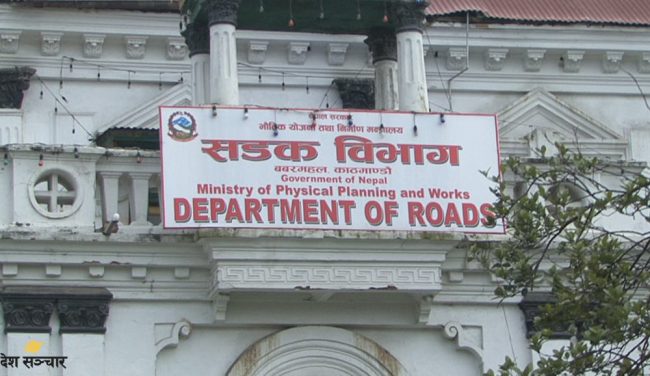 नेपाल सरकार
भौतिक योजना तथा निर्माण मन्त्रालय
सडक विभाग
बबरमहल, काठमाण्डौ
Government of Nepal
Ministry of Physical Planning and Works
DEPARTMENT OF ROADS
देश सञ्चार